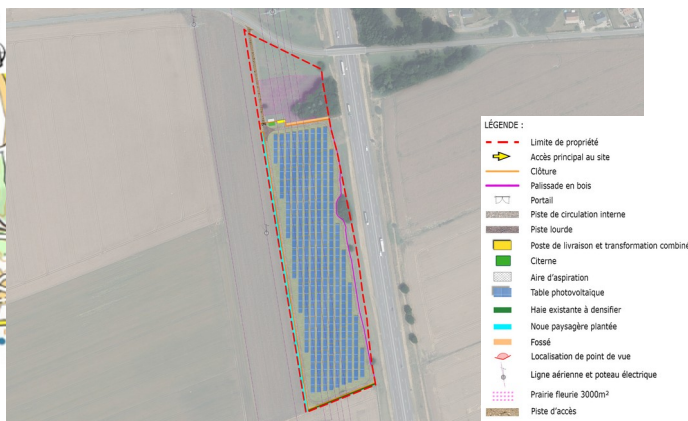 LÉGENDE :
Limite de propriété
Accès principal au site
Clôture
Palissade en bois
Portail
Piste de circulation interne
Piste lourde
Poste de livraison et transformation combiné
Citerne
Aire d'aspiration
Table photovoltaïque
Haie existante à densifier
Noue paysagère plantée
Fossé
Localisation de point de vue
Ligne aérienne et poteau électrique
Prairie fleurie 3000m²
Piste d'accès